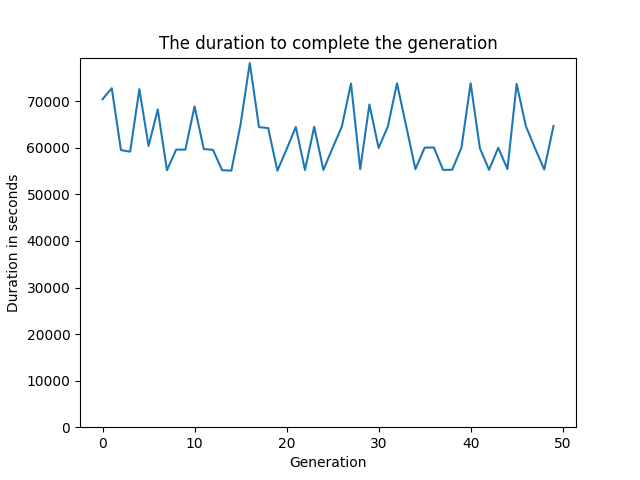 The duration to complete the generation
Duration in seconds
70000
60000
50000
40000
30000
20000
10000
0
0 10 20 30 40 50
Generation